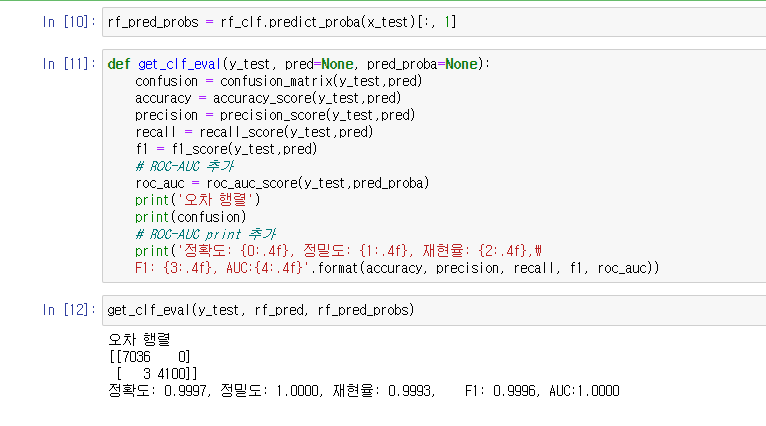 In [10]: rf_pred_probs = rf_clf.predict_proba(x_test)[:, 1]
In [11]: def get_clf_eval(y_test, pred=None, pred_proba=None):
    confusion = confusion_matrix(y_test,pred)
    accuracy = accuracy_score(y_test,pred)
    precision = precision_score(y_test,pred)
    recall = recall_score(y_test,pred)
    f1 = f1_score(y_test,pred)
    # ROC-AUC 추가
    roc_auc = roc_auc_score(y_test,pred_proba)
    print('오차 행렬')
    print(confusion)
    # ROC-AUC print 추가
    print('정확도: {0:.4f}, 정밀도: {1:.4f}, 재현율: {2:.4f},₩
    F1: {3:.4f}, AUC:{4:.4f}'.format(accuracy, precision, recall, f1, roc_auc))
In [12]: get_clf_eval(y_test, rf_pred, rf_pred_probs)
오차 행렬
[[7036    0]
 [   3 4100]]
정확도: 0.9997, 정밀도: 1.0000, 재현율: 0.9993,    F1: 0.9996, AUC:1.0000